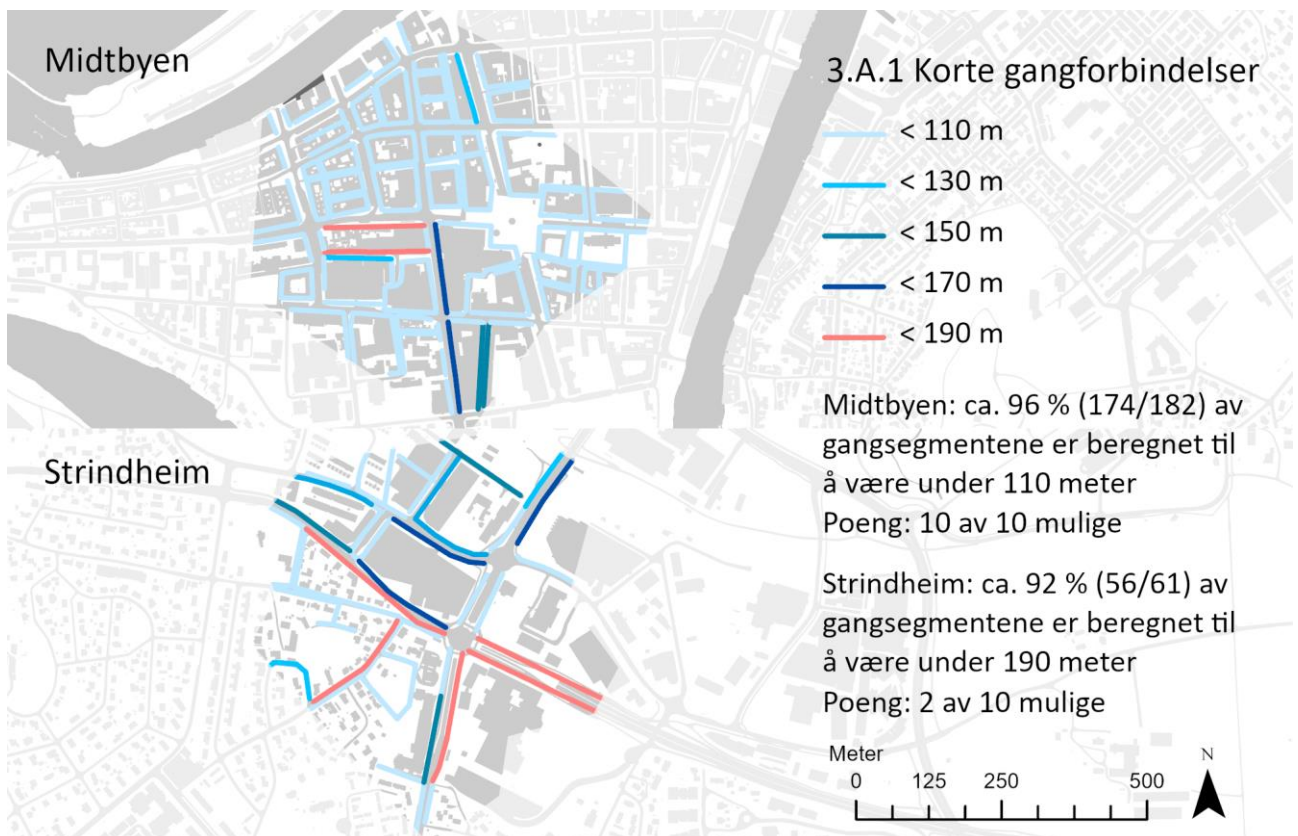 Midtbyen
3.A.1 Korte gangforbindelser
< 110 m
< 130 m
< 150 m
< 170 m
< 190 m
Midtbyen: ca. 96 % (174/182) av
gangsegmentene er beregnet til
å være under 110 meter
Poeng: 10 av 10 mulige
Strindheim
Strindheim: ca. 92 % (56/61) av
gangsegmentene er beregnet til
å være under 190 meter
Poeng: 2 av 10 mulige
Meter
0 125 250 500
N